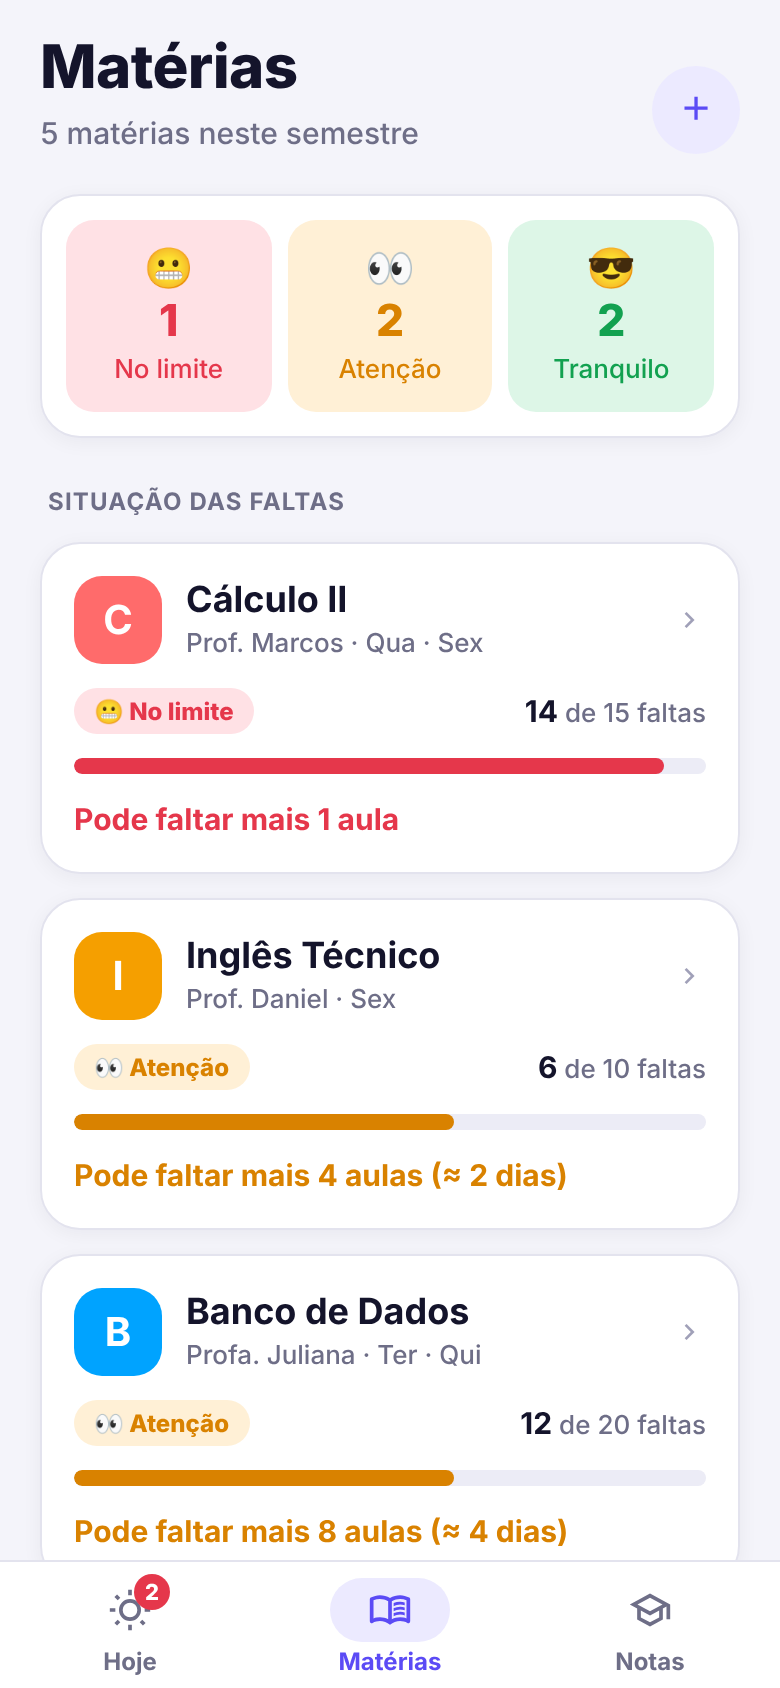 Matérias
5 matérias neste semestre
+
😬
1
No limite
👀
2
Atenção
😎
2
Tranquilo
SITUAÇÃO DAS FALTAS
C
Cálculo II
Prof. Marcos · Qua · Sex
😬 No limite
14 de 15 faltas
Pode faltar mais 1 aula
I
Inglês Técnico
Prof. Daniel · Sex
👀 Atenção
6 de 10 faltas
Pode faltar mais 4 aulas (≈ 2 dias)
B
Banco de Dados
Profa. Juliana · Ter · Qui
👀 Atenção
12 de 20 faltas
Pode faltar mais 8 aulas (≈ 4 dias)
2
Hoje
Matérias
Notas